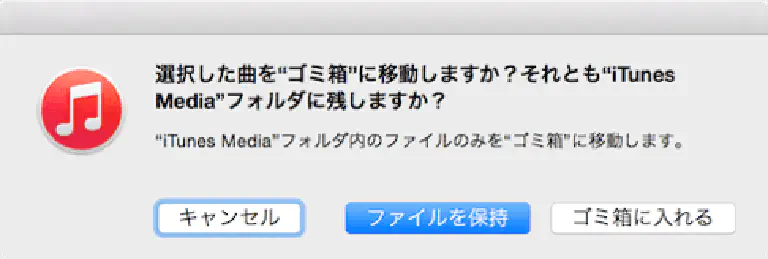 選択した曲を“ゴミ箱”に移動しますか？それとも“iTunes
Media”フォルダに残しますか？
“iTunes Media”フォルダ内のファイルのみを“ゴミ箱”に移動します。
キャンセル
ファイルを保持
ゴミ箱に入れる